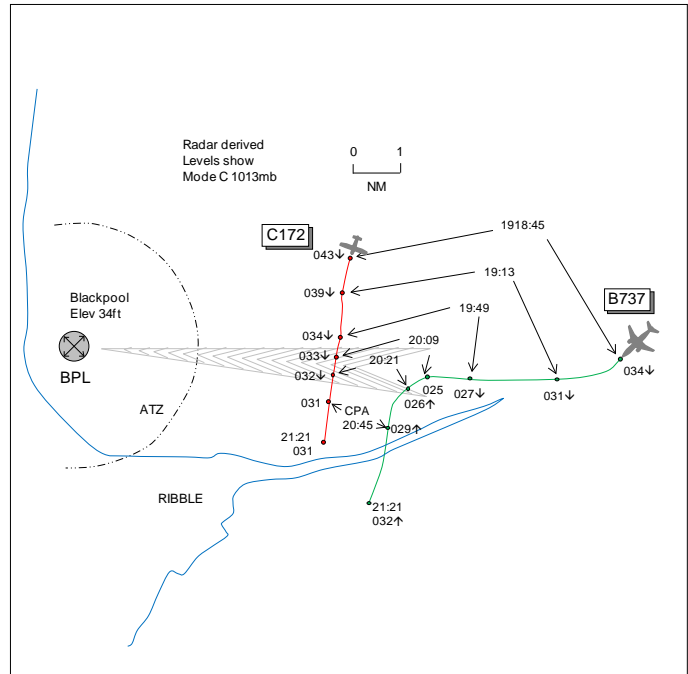 Radar derived
Levels show
Mode C 1013mb
0 1
NM
C172
1918:45
043↓
19:13
039↓
B737
Blackpool
Elev 34ft
19:49
034↓
20:09
033↓
034↓
BPL
20:21
032↓
025
027↓
031↓
026↑
ATZ
031
CPA
20:45
029↑
21:21
031
RIBBLE
21:21
032↑